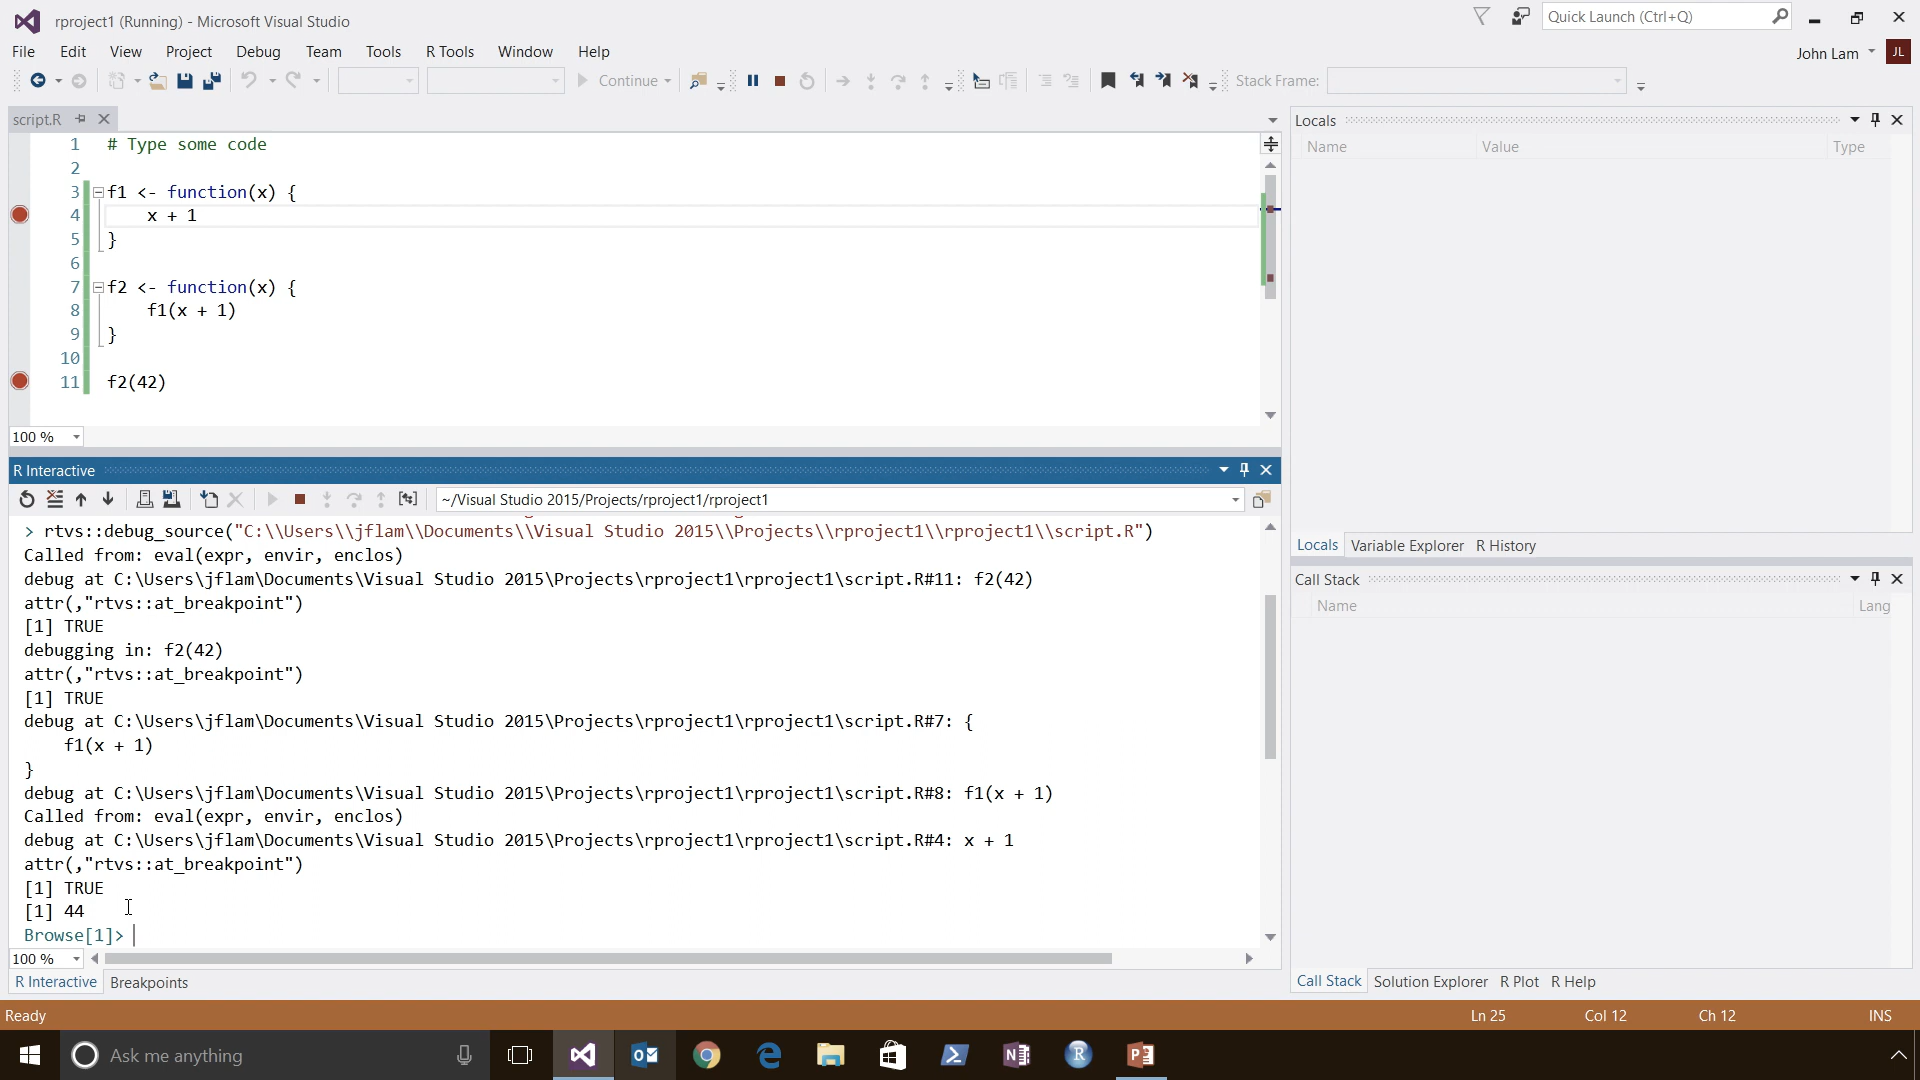 rproject1 (Running) - Microsoft Visual Studio
Quick Launch (Ctrl+Q)
File Edit View Project Debug Team Tools R Tools Window Help
John Lam JL
Continue
Stack Frame:
script.R
1 # Type some code
2
3 f1 <- function(x) {
4 x + 1
5 }
6
7 f2 <- function(x) {
8 f1(x + 1)
9 }
10
11 f2(42)
100 %
R Interactive
~/Visual Studio 2015/Projects/rproject1/rproject1
> rtvs::debug_source("C:\\Users\\jflam\\Documents\\Visual Studio 2015\\Projects\\rproject1\\rproject1\\script.R")
Called from: eval(expr, envir, enclos)
debug at C:\Users\jflam\Documents\Visual Studio 2015\Projects\rproject1\rproject1\script.R#11: f2(42)
attr(,"rtvs::at_breakpoint")
[1] TRUE
debugging in: f2(42)
attr(,"rtvs::at_breakpoint")
[1] TRUE
debug at C:\Users\jflam\Documents\Visual Studio 2015\Projects\rproject1\rproject1\script.R#7: {
f1(x + 1)
}
debug at C:\Users\jflam\Documents\Visual Studio 2015\Projects\rproject1\rproject1\script.R#8: f1(x + 1)
Called from: eval(expr, envir, enclos)
debug at C:\Users\jflam\Documents\Visual Studio 2015\Projects\rproject1\rproject1\script.R#4: x + 1
attr(,"rtvs::at_breakpoint")
[1] TRUE
[1] 44
Browse[1]>
100 %
R Interactive Breakpoints
Locals
Name Value Type
Locals Variable Explorer R History
Call Stack
Name Lang
Call Stack Solution Explorer R Plot R Help
Ready Ln 25 Col 12 Ch 12 INS
Ask me anything